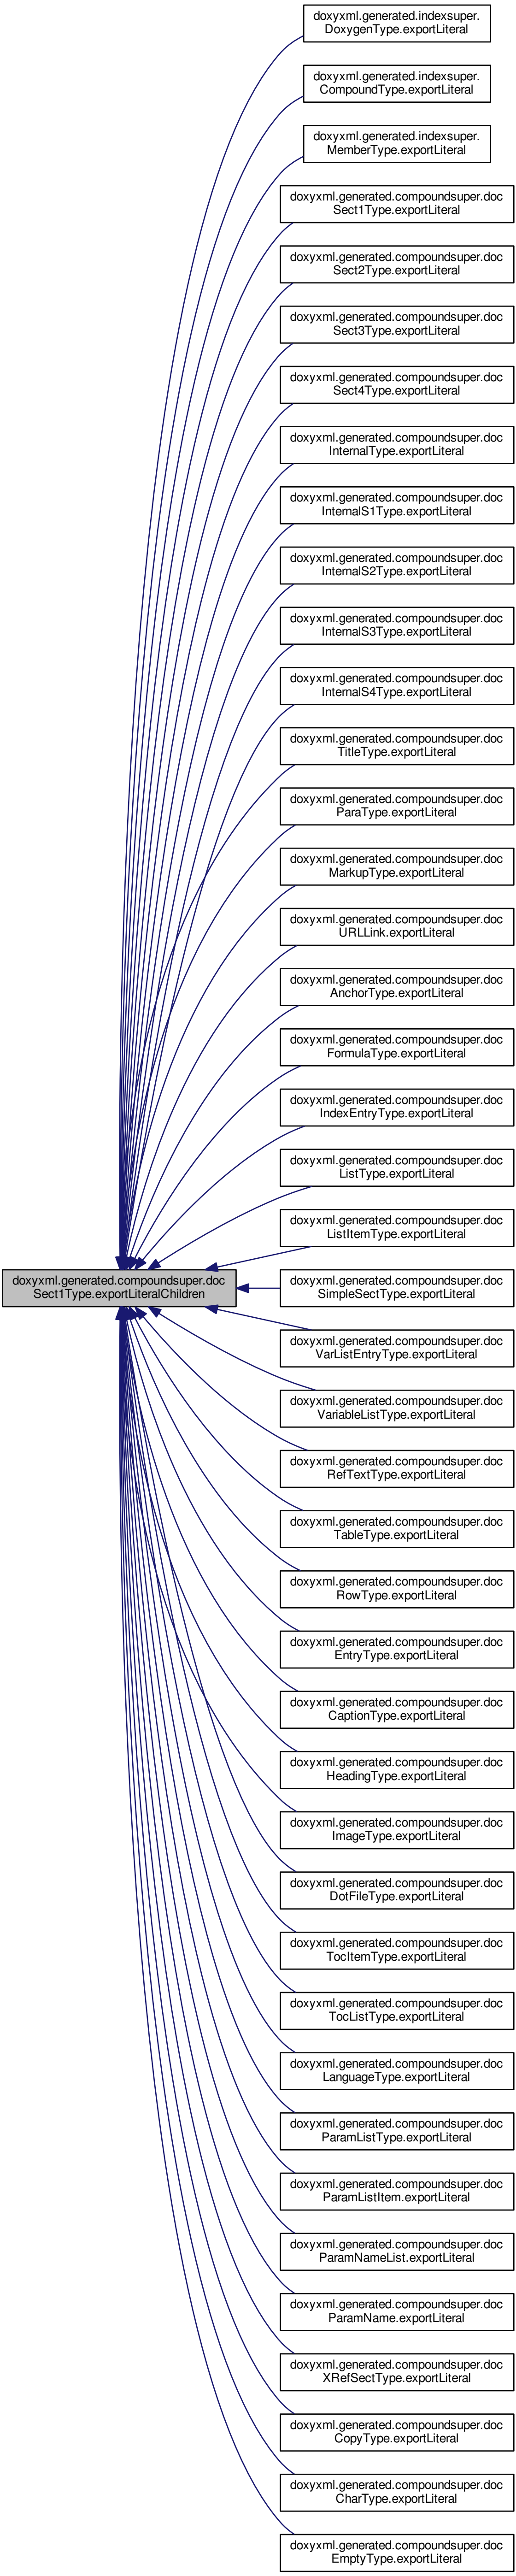 doxyxml.generated.indexsuper.
DoxygenType.exportLiteral
doxyxml.generated.indexsuper.
CompoundType.exportLiteral
doxyxml.generated.indexsuper.
MemberType.exportLiteral
doxyxml.generated.compoundsuper.doc
Sect1Type.exportLiteral
doxyxml.generated.compoundsuper.doc
Sect2Type.exportLiteral
doxyxml.generated.compoundsuper.doc
Sect3Type.exportLiteral
doxyxml.generated.compoundsuper.doc
Sect4Type.exportLiteral
doxyxml.generated.compoundsuper.doc
InternalType.exportLiteral
doxyxml.generated.compoundsuper.doc
InternalS1Type.exportLiteral
doxyxml.generated.compoundsuper.doc
InternalS2Type.exportLiteral
doxyxml.generated.compoundsuper.doc
InternalS3Type.exportLiteral
doxyxml.generated.compoundsuper.doc
InternalS4Type.exportLiteral
doxyxml.generated.compoundsuper.doc
TitleType.exportLiteral
doxyxml.generated.compoundsuper.doc
ParaType.exportLiteral
doxyxml.generated.compoundsuper.doc
MarkupType.exportLiteral
doxyxml.generated.compoundsuper.doc
URLLink.exportLiteral
doxyxml.generated.compoundsuper.doc
AnchorType.exportLiteral
doxyxml.generated.compoundsuper.doc
FormulaType.exportLiteral
doxyxml.generated.compoundsuper.doc
IndexEntryType.exportLiteral
doxyxml.generated.compoundsuper.doc
ListType.exportLiteral
doxyxml.generated.compoundsuper.doc
ListItemType.exportLiteral
doxyxml.generated.compoundsuper.doc
Sect1Type.exportLiteralChildren
doxyxml.generated.compoundsuper.doc
SimpleSectType.exportLiteral
doxyxml.generated.compoundsuper.doc
VarListEntryType.exportLiteral
doxyxml.generated.compoundsuper.doc
VariableListType.exportLiteral
doxyxml.generated.compoundsuper.doc
RefTextType.exportLiteral
doxyxml.generated.compoundsuper.doc
TableType.exportLiteral
doxyxml.generated.compoundsuper.doc
RowType.exportLiteral
doxyxml.generated.compoundsuper.doc
EntryType.exportLiteral
doxyxml.generated.compoundsuper.doc
CaptionType.exportLiteral
doxyxml.generated.compoundsuper.doc
HeadingType.exportLiteral
doxyxml.generated.compoundsuper.doc
ImageType.exportLiteral
doxyxml.generated.compoundsuper.doc
DotFileType.exportLiteral
doxyxml.generated.compoundsuper.doc
TocItemType.exportLiteral
doxyxml.generated.compoundsuper.doc
TocListType.exportLiteral
doxyxml.generated.compoundsuper.doc
LanguageType.exportLiteral
doxyxml.generated.compoundsuper.doc
ParamListType.exportLiteral
doxyxml.generated.compoundsuper.doc
ParamListItem.exportLiteral
doxyxml.generated.compoundsuper.doc
ParamNameList.exportLiteral
doxyxml.generated.compoundsuper.doc
ParamName.exportLiteral
doxyxml.generated.compoundsuper.doc
XRefSectType.exportLiteral
doxyxml.generated.compoundsuper.doc
CopyType.exportLiteral
doxyxml.generated.compoundsuper.doc
CharType.exportLiteral
doxyxml.generated.compoundsuper.doc
EmptyType.exportLiteral